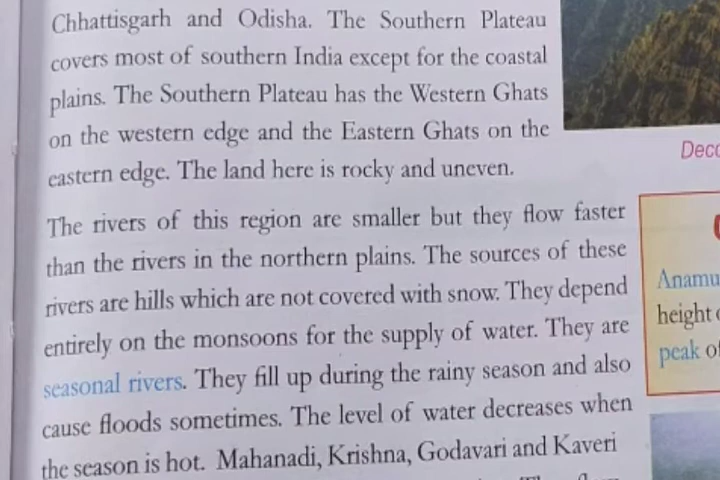 Chhattisgarh and Odisha. The Southern Plateau
covers most of southern India except for the coastal
plains. The Southern Plateau has the Western Ghats
on the western edge and the Eastern Ghats on the
eastern edge. The land here is rocky and uneven.
The rivers of this region are smaller but they flow faster
than the rivers in the northern plains. The sources of these
rivers are hills which are not covered with snow. They depend
entirely on the monsoons for the supply of water. They are
seasonal rivers. They fill up during the rainy season and also
cause floods sometimes. The level of water decreases when
the season is hot. Mahanadi, Krishna, Godavari and Kaveri
Decc
Anamu
height
peak of